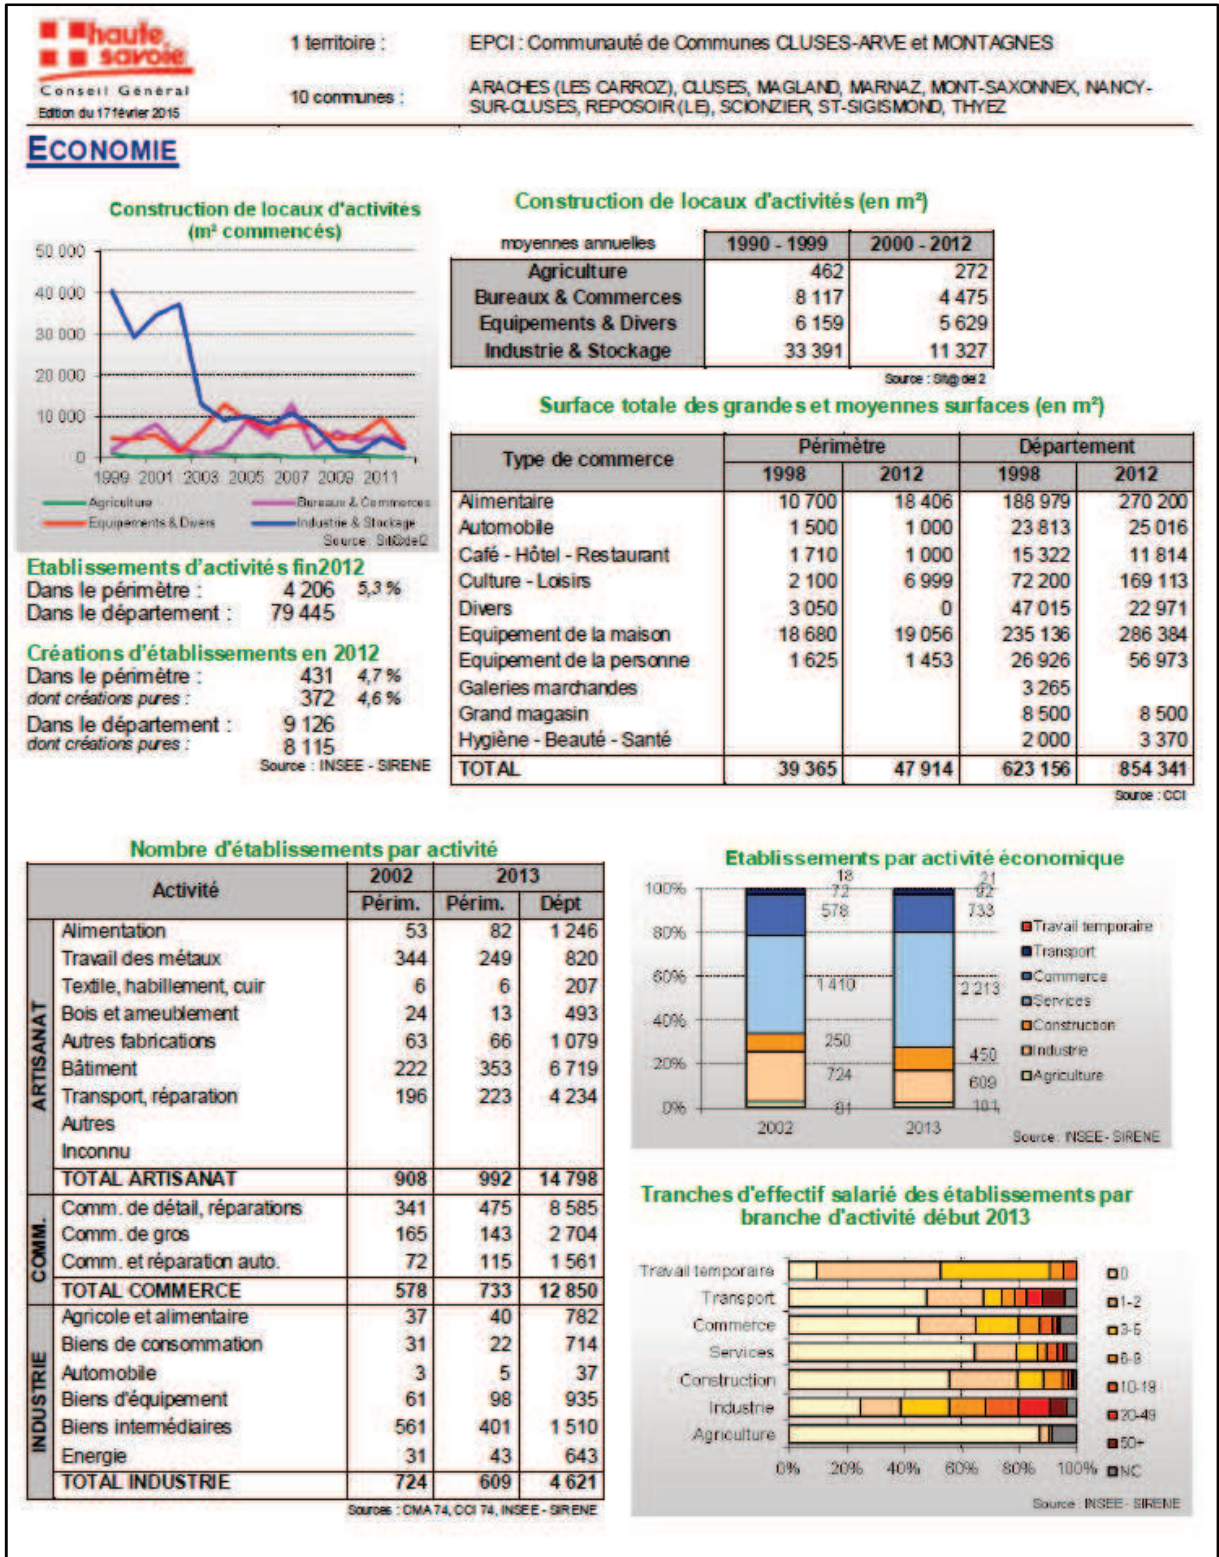 haute
savoie
Conseil Général
Edition du 17 février 2015
1 territoire : EPCI : Communauté de Communes CLUSES-ARVE et MONTAGNES
10 communes : ARACHES (LES CARROZ), CLUSES, MAGLAND, MARNAZ, MONT-SAXONNEX, NANCY-
SUR-CLUSES, REPOSOIR (LE), SCIONZIER, ST-SIGISMOND, THYEZ
ECONOMIE
Construction de locaux d'activités
(m² commencés)
50 000
40 000
30 000
20 000
10 000
0
1999 2001 2003 2005 2007 2009 2011
Agriculture Bureaux & Commerces
Equipements & Divers Industrie & Stockage
Source : Sit@del2
Construction de locaux d'activités (en m²)
moyennes annuelles 1990 - 1999 2000 - 2012
Agriculture 462 272
Bureaux & Commerces 8 117 4 475
Equipements & Divers 6 159 5 629
Industrie & Stockage 33 391 11 327
Source : Sit@del2
Surface totale des grandes et moyennes surfaces (en m²)
Type de commerce Périmètre Département
1998 2012 1998 2012
Alimentaire 10 700 18 406 188 979 270 200
Automobile 1 500 1 000 23 813 25 016
Café - Hôtel - Restaurant 1 710 1 000 15 322 11 814
Culture - Loisirs 2 100 6 999 72 200 169 113
Divers 3 050 0 47 015 22 971
Equipement de la maison 18 680 19 056 235 136 286 384
Equipement de la personne 1 625 1 453 26 926 56 973
Galeries marchandes 3 265
Grand magasin 8 500 8 500
Hygiène - Beauté - Santé 2 000 3 370
TOTAL 39 365 47 914 623 156 854 341
Source : CCI
Etablissements d'activités fin2012
Dans le périmètre : 4 206 5,3 %
Dans le département : 79 445
Créations d'établissements en 2012
Dans le périmètre : 431 4,7 %
dont créations pures : 372 4,6 %
Dans le département : 9 126
dont créations pures : 8 115
Source : INSEE - SIRENE
Nombre d'établissements par activité
Activité 2002 2013
Périm. Périm. Dépt
ARTISANAT
Alimentation 53 82 1 246
Travail des métaux 344 249 820
Textile, habillement, cuir 6 6 207
Bois et ameublement 24 13 493
Autres fabrications 63 66 1 079
Bâtiment 222 353 6 719
Transport, réparation 196 223 4 234
Autres
Inconnu
TOTAL ARTISANAT 908 992 14 798
COMM.
Comm. de détail, réparations 341 475 8 585
Comm. de gros 165 143 2 704
Comm. et réparation auto. 72 115 1 561
TOTAL COMMERCE 578 733 12 850
INDUSTRIE
Agricole et alimentaire 37 40 782
Biens de consommation 31 22 714
Automobile 3 5 37
Biens d'équipement 61 98 935
Biens intermédiaires 561 401 1 510
Energie 31 43 643
TOTAL INDUSTRIE 724 609 4 621
Sources : CMA 74, CCI 74, INSEE - SIRENE
Etablissements par activité économique
100%
80%
60%
40%
20%
0%
18
72
578
1 410
250
724
81
21
92
733
2 213
450
609
101
2002 2013
Travail temporaire
Transport
Commerce
Services
Construction
Industrie
Agriculture
Source : INSEE - SIRENE
Tranches d'effectif salarié des établissements par
branche d'activité début 2013
Travail temporaire
Transport
Commerce
Services
Construction
Industrie
Agriculture
0% 20% 40% 60% 80% 100%
0
1-2
3-5
6-9
10-19
20-49
50+
NC
Source : INSEE - SIRENE